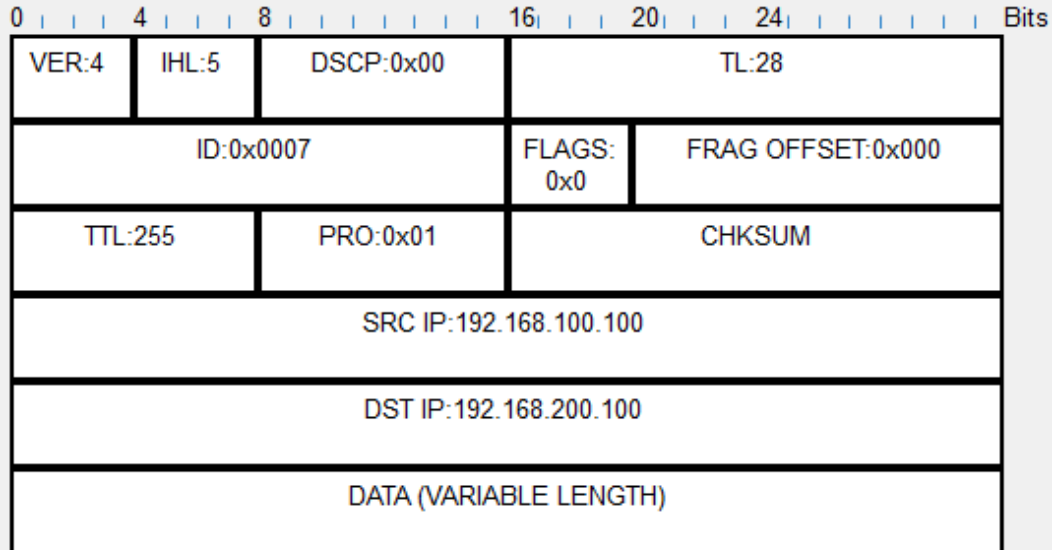 0 4 8 16 20 24 Bits
VER:4 IHL:5 DSCP:0x00 TL:28
ID:0x0007 FLAGS: FRAG OFFSET:0x000
0x0
TTL:255 PRO:0x01 CHKSUM
SRC IP:192.168.100.100
DST IP:192.168.200.100
DATA (VARIABLE LENGTH)